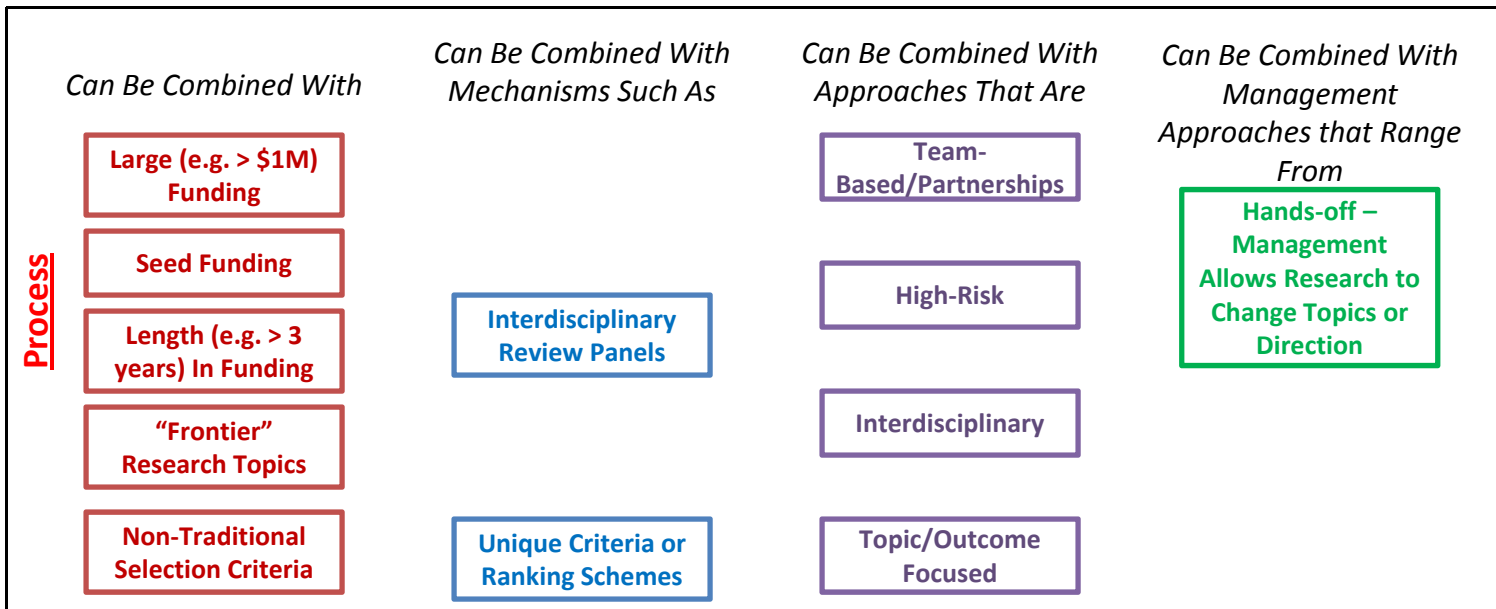 Can Be Combined With
Can Be Combined With
Mechanisms Such As
Can Be Combined With
Approaches That Are
Can Be Combined With
Management
Approaches that Range
From
Process
Large (e.g. > $1M)
Funding
Seed Funding
Length (e.g. > 3
years) In Funding
“Frontier”
Research Topics
Non-Traditional
Selection Criteria
Interdisciplinary
Review Panels
Unique Criteria or
Ranking Schemes
Team-
Based/Partnerships
High-Risk
Interdisciplinary
Topic/Outcome
Focused
Hands-off –
Management
Allows Research to
Change Topics or
Direction